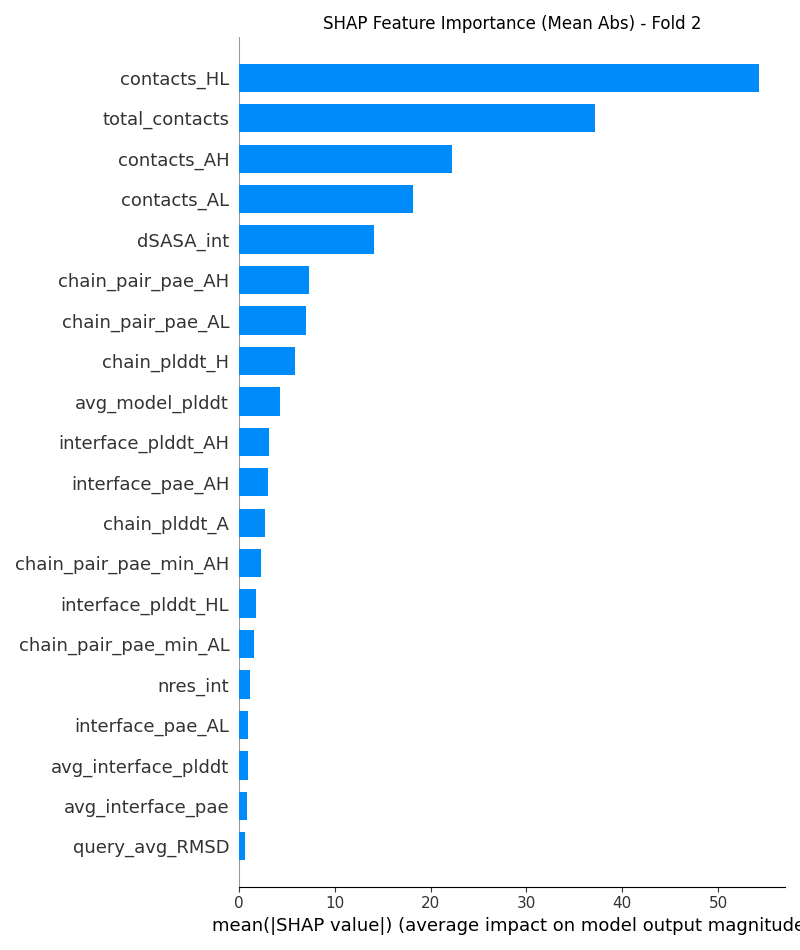 SHAP Feature Importance (Mean Abs) - Fold 2
contacts_HL
total_contacts
contacts_AH
contacts_AL
dSASA_int
chain_pair_pae_AH
chain_pair_pae_AL
chain_plddt_H
avg_model_plddt
interface_plddt_AH
interface_pae_AH
chain_plddt_A
chain_pair_pae_min_AH
interface_plddt_HL
chain_pair_pae_min_AL
nres_int
interface_pae_AL
avg_interface_plddt
avg_interface_pae
query_avg_RMSD
0 10 20 30 40 50
mean(|SHAP value|) (average impact on model output magnitude